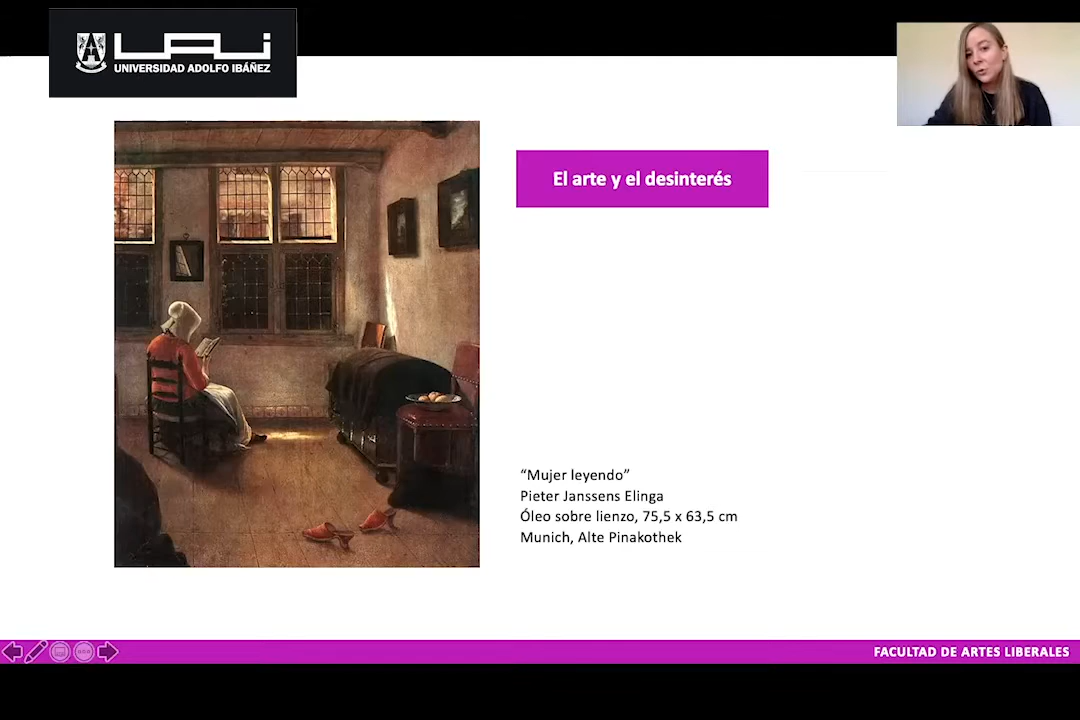 UAI
UNIVERSIDAD ADOLFO IBÁÑEZ
El arte y el desinterés
“Mujer leyendo”
Pieter Janssens Elinga
Óleo sobre lienzo, 75,5 x 63,5 cm
Munich, Alte Pinakothek
FACULTAD DE ARTES LIBERALES